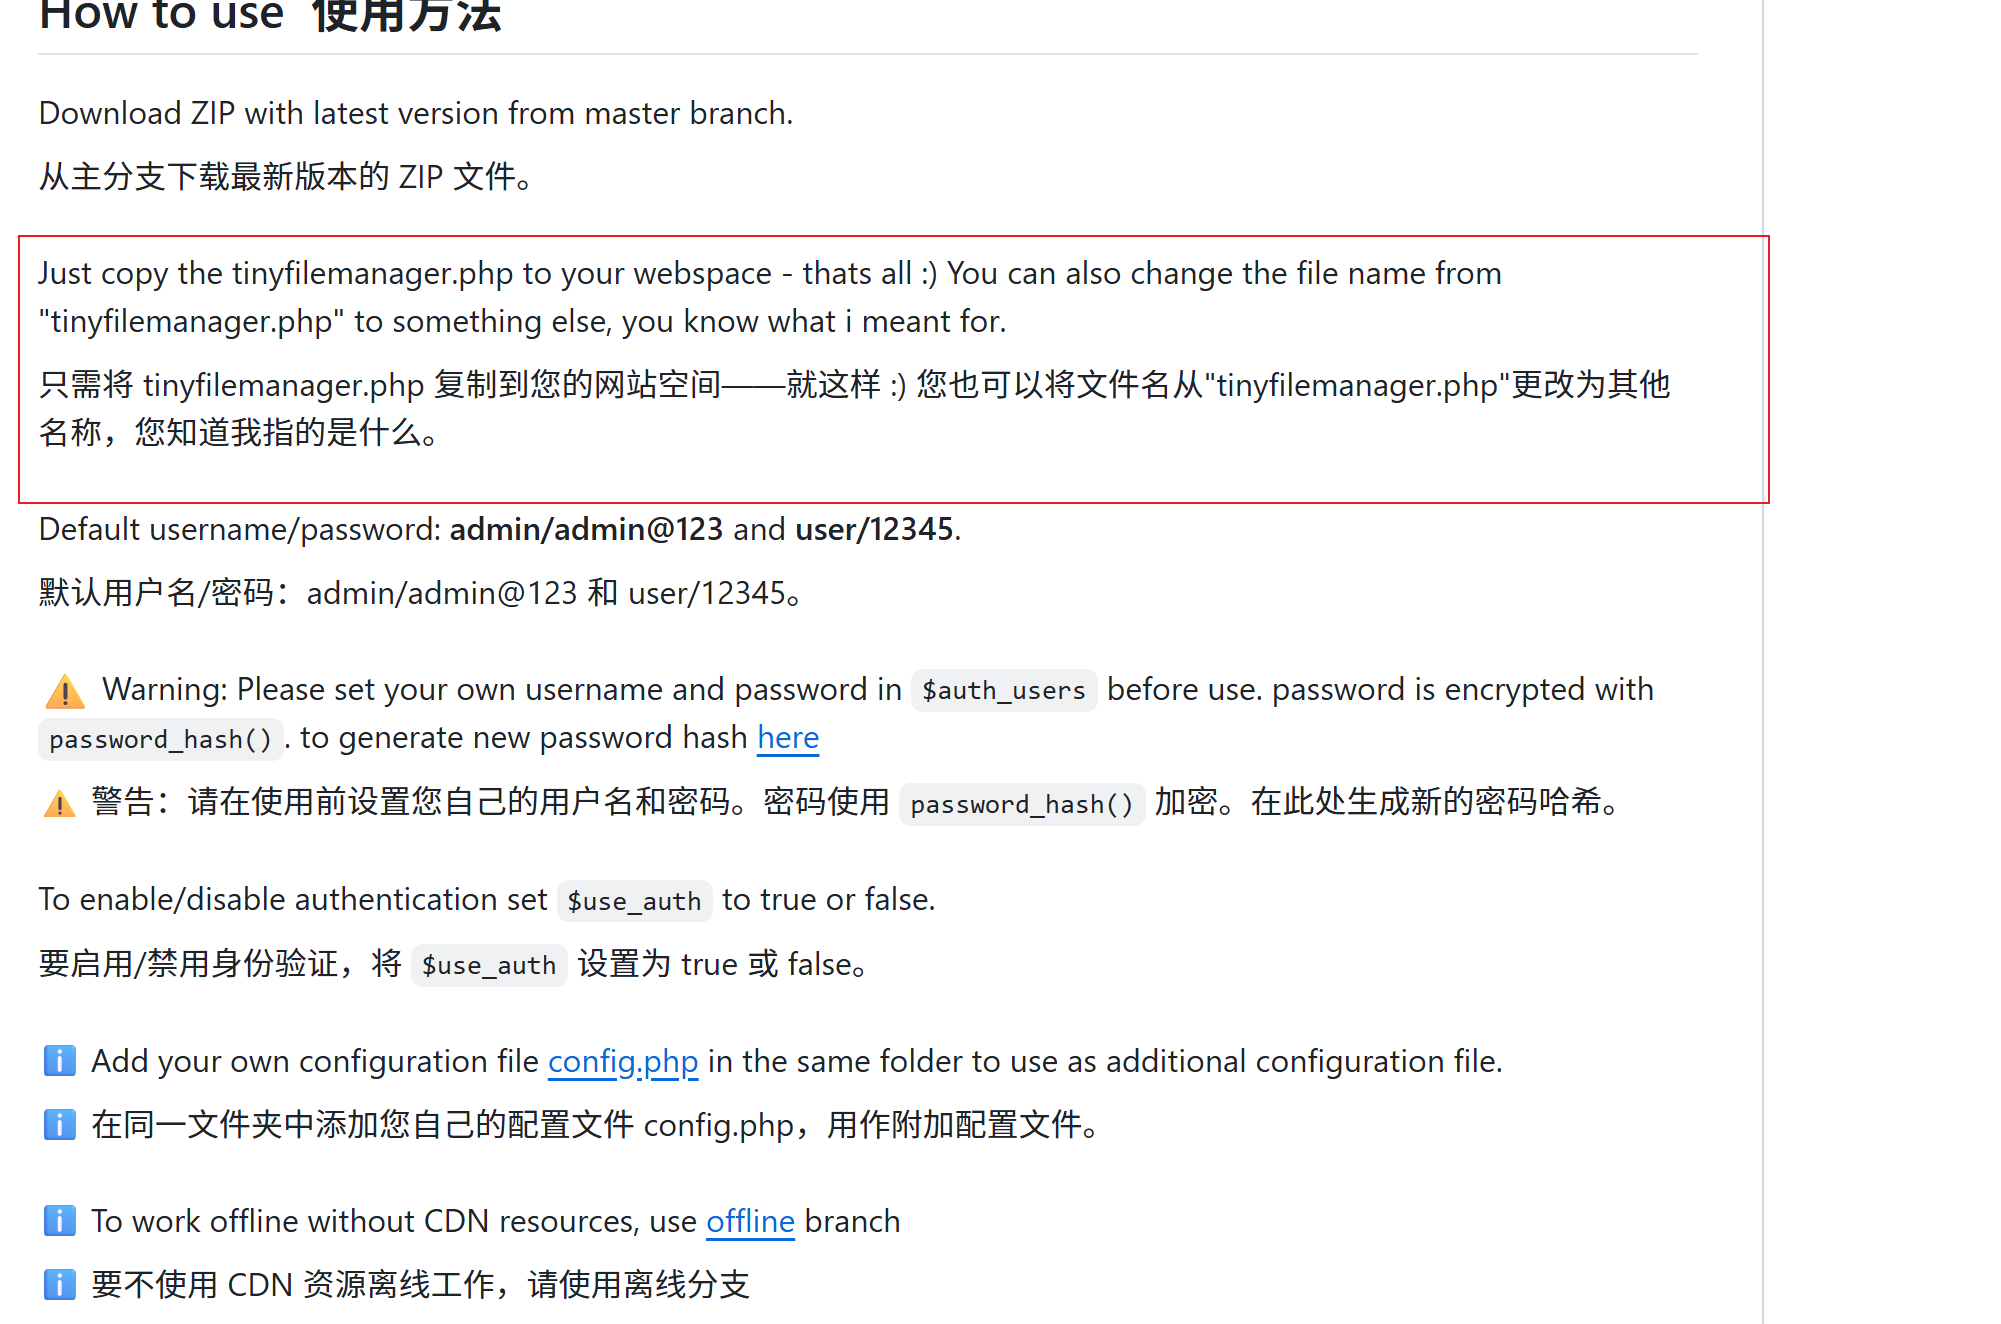 How to use 使用方法
Download ZIP with latest version from master branch.
从主分支下载最新版本的 ZIP 文件。
Just copy the tinyfilemanager.php to your webspace - thats all :) You can also change the file name from
"tinyfilemanager.php" to something else, you know what i meant for.
只需将 tinyfilemanager.php 复制到您的网站空间——就这样 :) 您也可以将文件名从"tinyfilemanager.php"更改为其他
名称，您知道我指的是什么。
Default username/password: admin/admin@123 and user/12345.
默认用户名/密码：admin/admin@123 和 user/12345。
⚠️ Warning: Please set your own username and password in $auth_users before use. password is encrypted with
password_hash(). to generate new password hash here
⚠️ 警告：请在使用前设置您自己的用户名和密码。密码使用 password_hash() 加密。在此处生成新的密码哈希。
To enable/disable authentication set $use_auth to true or false.
要启用/禁用身份验证，将 $use_auth 设置为 true 或 false。
ℹ️ Add your own configuration file config.php in the same folder to use as additional configuration file.
ℹ️ 在同一文件夹中添加您自己的配置文件 config.php，用作附加配置文件。
ℹ️ To work offline without CDN resources, use offline branch
ℹ️ 要不使用 CDN 资源离线工作，请使用离线分支